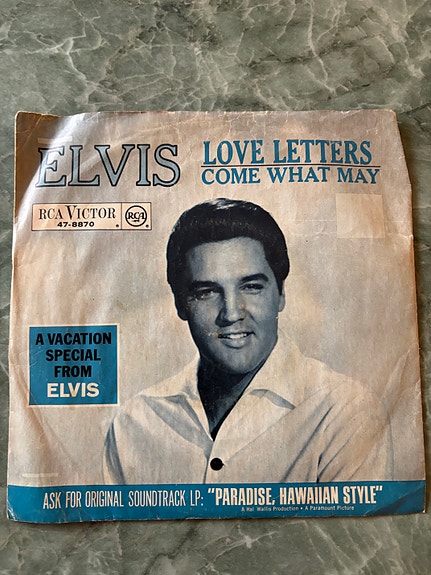 ELVIS
LOVE LETTERS
COME WHAT MAY
RCA VICTOR
47-8870
RCA
A VACATION
SPECIAL
FROM
ELVIS
ASK FOR ORIGINAL SOUNDTRACK LP: "PARADISE, HAWAIIAN STYLE"
A Hal Wallis Production • A Paramount Picture